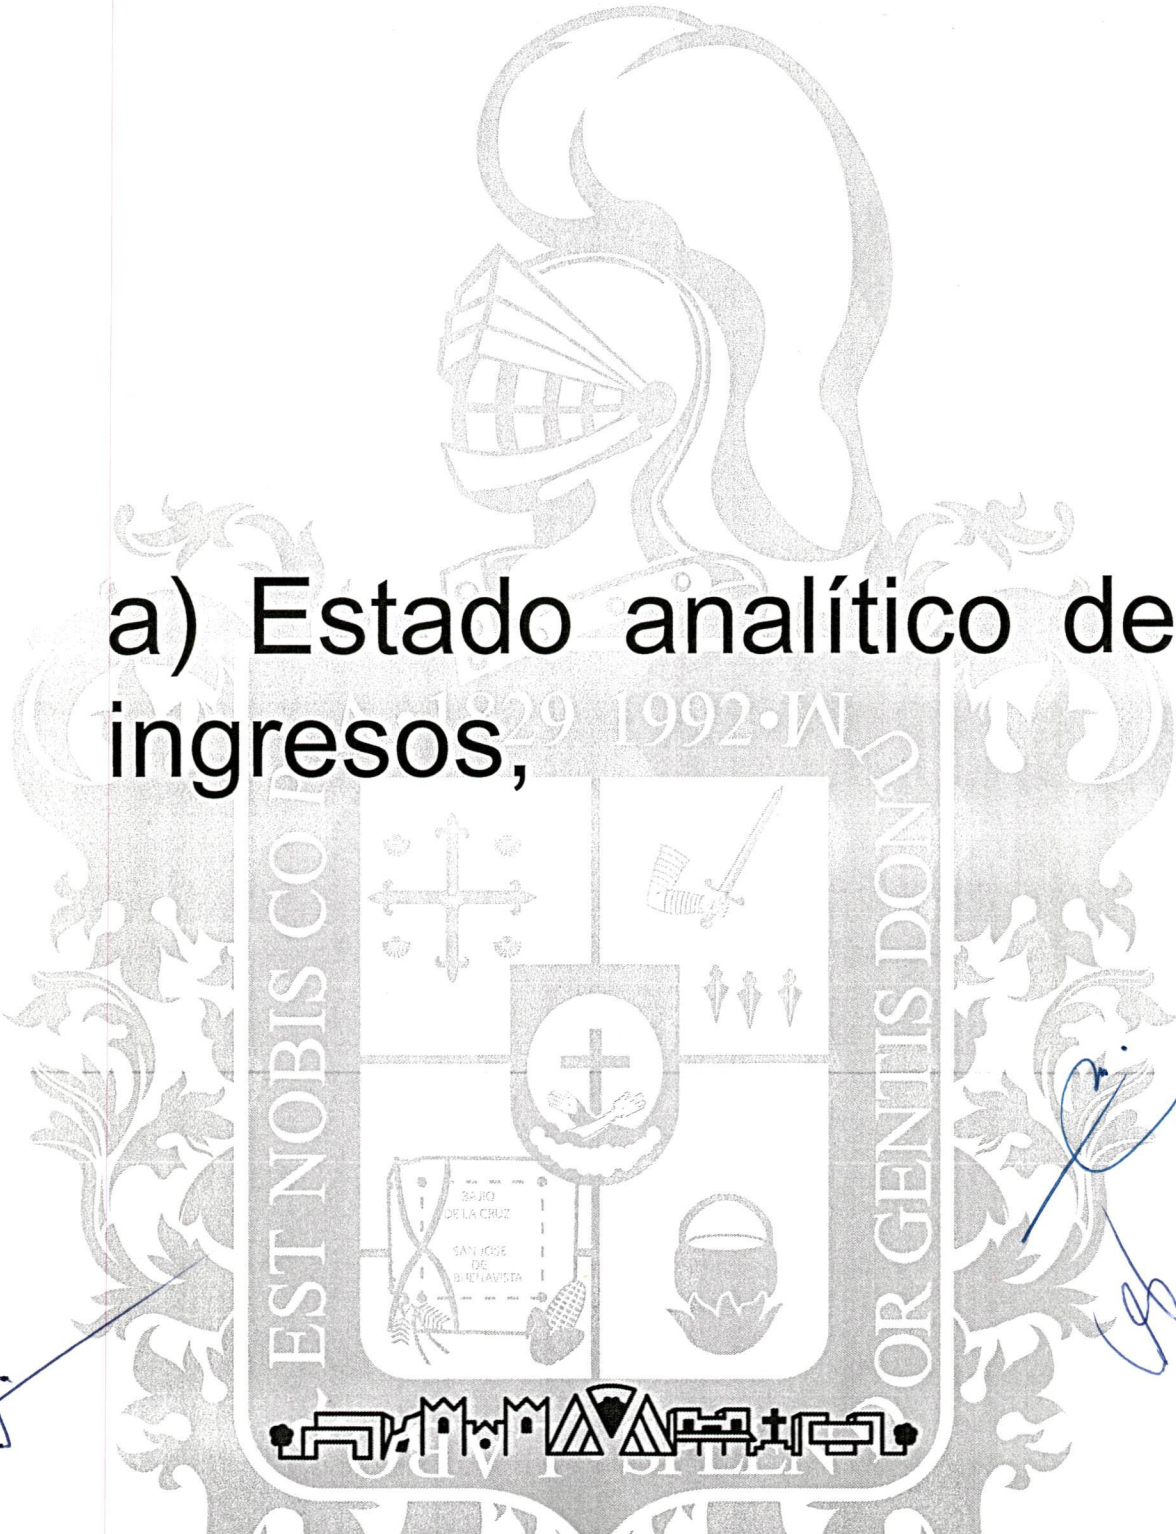 a) Estado analítico de
ingresos,
1829 1992·M
EST NOBIS CO
OR GENTIS DONUM
BAJIO
DE LA CRUZ
SAN JOSE
DE
BUENAVISTA